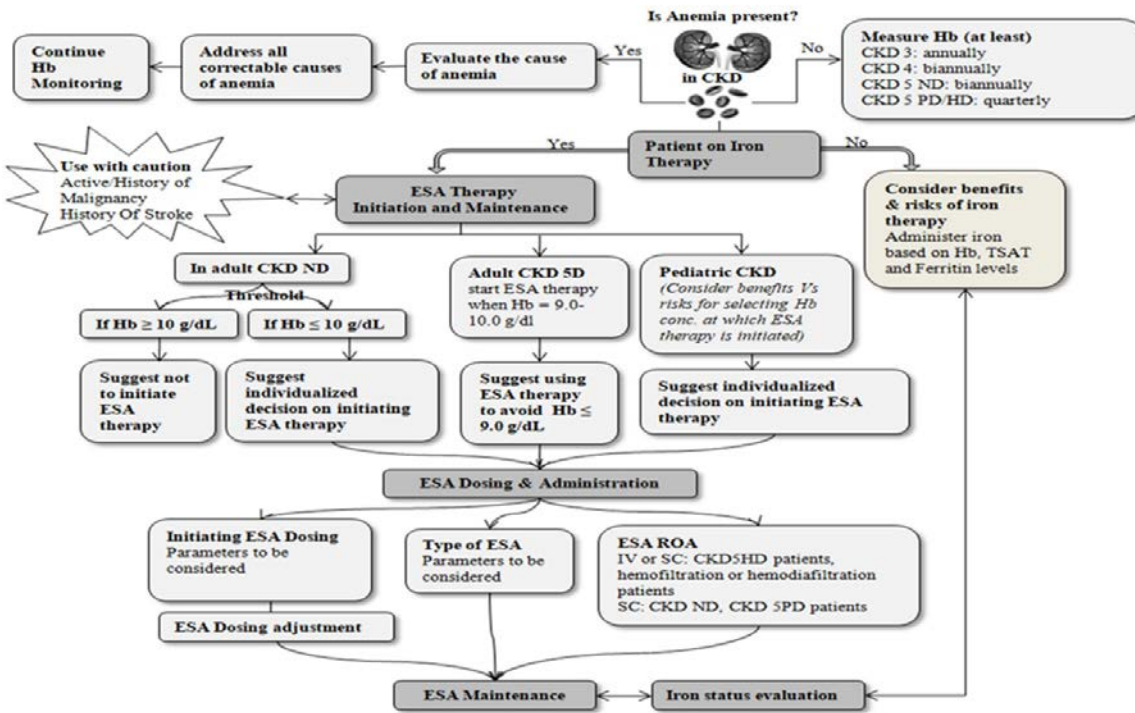 Is Anemia present?
in CKD
Yes
No
Continue
Hb
Monitoring
Address all
correctable causes
of anemia
Evaluate the cause
of anemia
Measure Hb (at least)
CKD 3: annually
CKD 4: biannually
CKD 5 ND: biannually
CKD 5 PD/HD: quarterly
Patient on Iron
Therapy
Yes
No
Use with caution
Active/History of
Malignancy
History Of Stroke
ESA Therapy
Initiation and Maintenance
Consider benefits
& risks of iron
therapy
Administer iron
based on Hb, TSAT
and Ferritin levels
In adult CKD ND
Threshold
If Hb ≥ 10 g/dL
If Hb ≤ 10 g/dL
Suggest not
to initiate
ESA
therapy
Suggest
individualized
decision on initiating
ESA therapy
Adult CKD 5D
start ESA therapy
when Hb = 9.0-
10.0 g/dl
Suggest using
ESA therapy
to avoid Hb ≤
9.0 g/dL
Pediatric CKD
(Consider benefits Vs
risks for selecting Hb
conc. at which ESA
therapy is initiated)
Suggest individualized
decision on initiating ESA
therapy
ESA Dosing & Administration
Initiating ESA Dosing
Parameters to be
considered
ESA Dosing adjustment
Type of ESA
Parameters to be
considered
ESA ROA
IV or SC: CKD5HD patients,
hemofiltration or hemodiafiltration
patients
SC: CKD ND, CKD 5PD patients
ESA Maintenance
Iron status evaluation